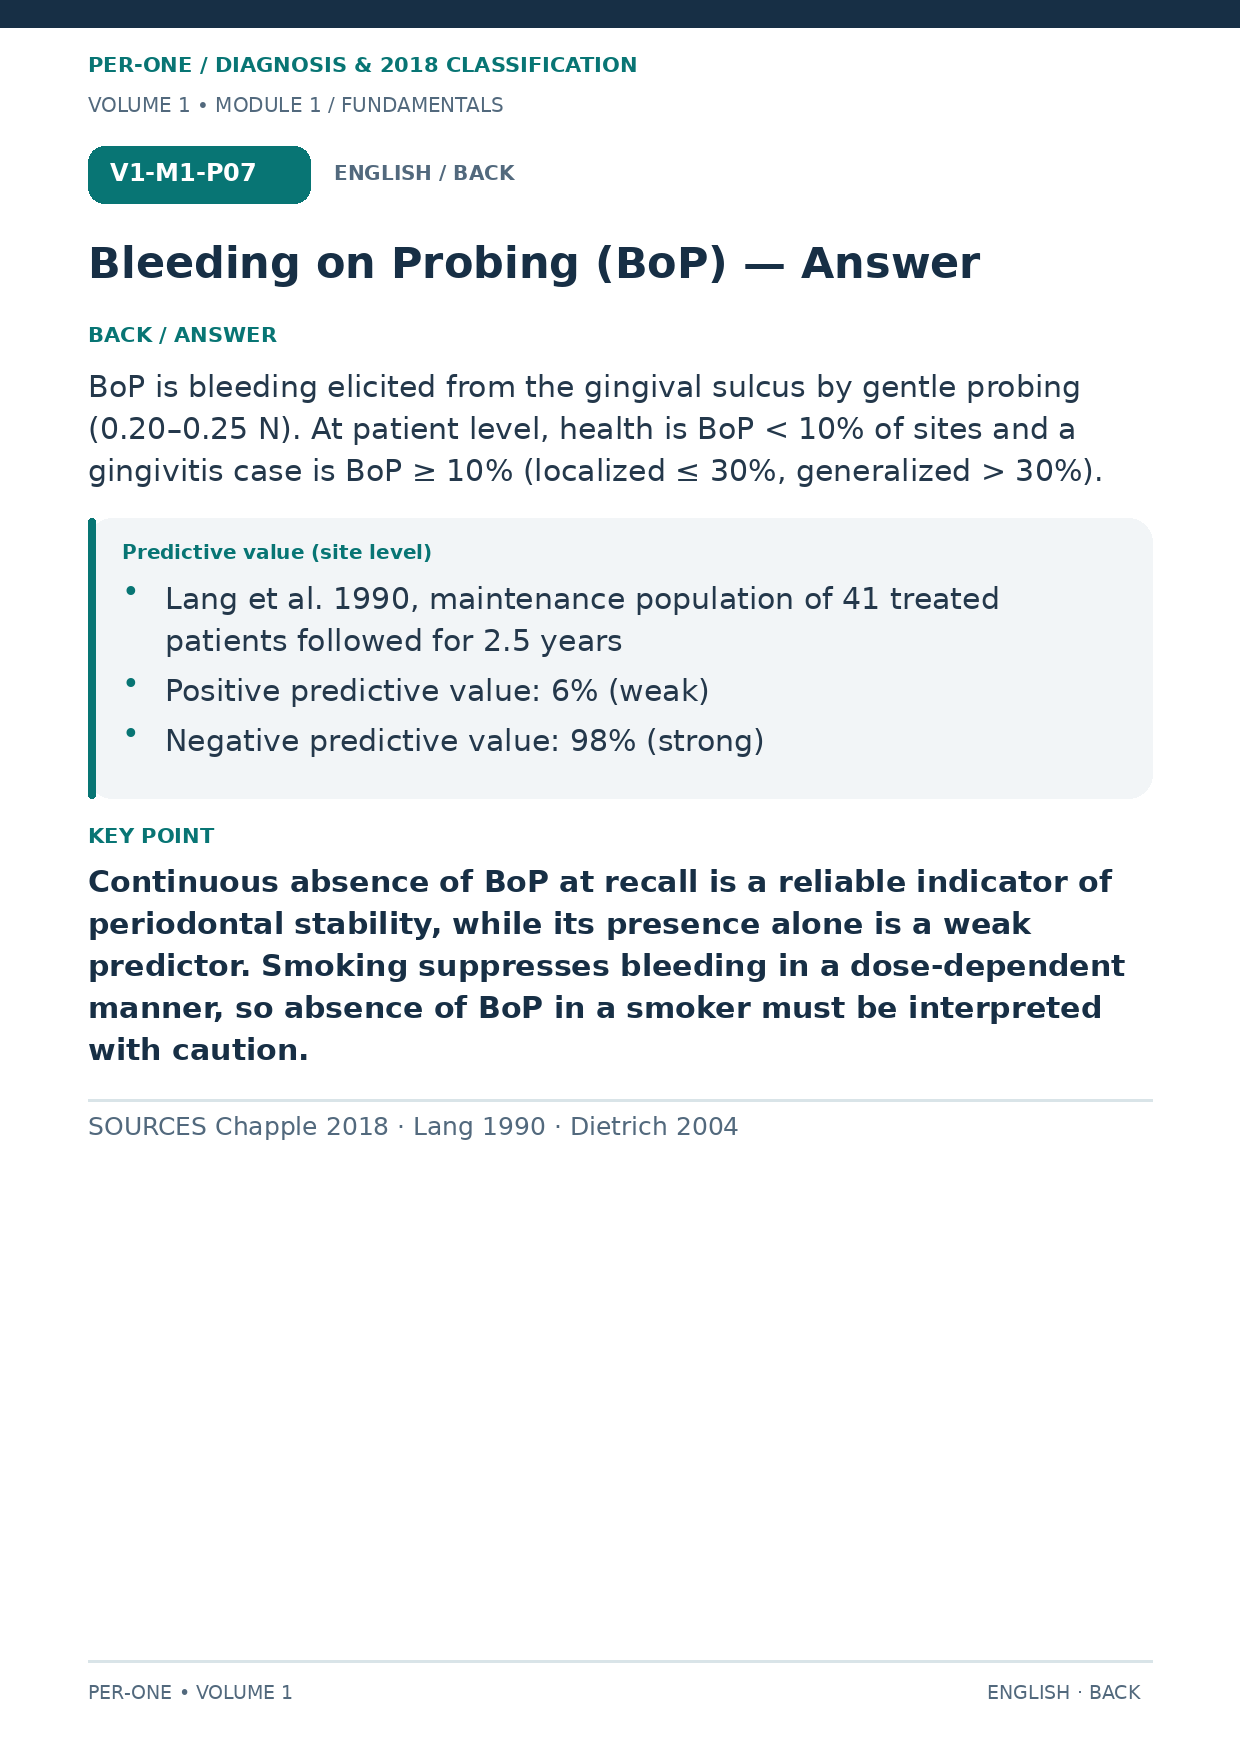 PER-ONE / DIAGNOSIS & 2018 CLASSIFICATION
VOLUME 1 • MODULE 1 / FUNDAMENTALS
V1-M1-P07
ENGLISH / BACK
Bleeding on Probing (BoP) — Answer
BACK / ANSWER
BoP is bleeding elicited from the gingival sulcus by gentle probing
(0.20–0.25 N). At patient level, health is BoP < 10% of sites and a
gingivitis case is BoP ≥ 10% (localized ≤ 30%, generalized > 30%).
Predictive value (site level)
• Lang et al. 1990, maintenance population of 41 treated
patients followed for 2.5 years
• Positive predictive value: 6% (weak)
• Negative predictive value: 98% (strong)
KEY POINT
Continuous absence of BoP at recall is a reliable indicator of
periodontal stability, while its presence alone is a weak
predictor. Smoking suppresses bleeding in a dose-dependent
manner, so absence of BoP in a smoker must be interpreted
with caution.
SOURCES Chapple 2018 · Lang 1990 · Dietrich 2004
PER-ONE • VOLUME 1
ENGLISH · BACK